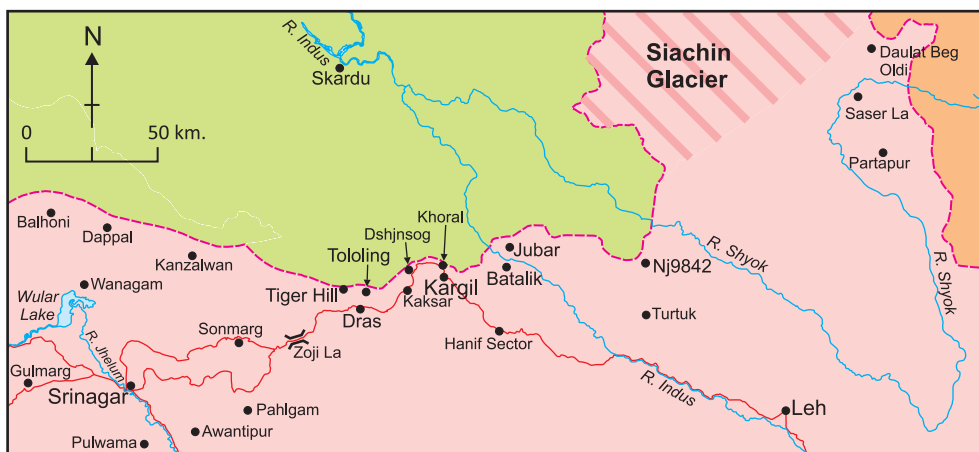 R. Indus
Skardu
N
0
50 km.
Siachin
Glacier
Daulat Beg
Oldi
Saser La
Partapur
Balhoni
Dappal
Kanzalwan
Khoral
Dshjnsog
Tololing
Tiger Hill
Jubar
Batalik
Kargil
Kaksar
Nj9842
R. Shyok
R. Shyok
Wanagam
Wular
Lake
Dras
Turtuk
Sonmarg
Zoji La
Hanif Sector
R. Jhelum
Gulmarg
Srinagar
R. Indus
Leh
Pahlgam
Awantipur
Pulwama